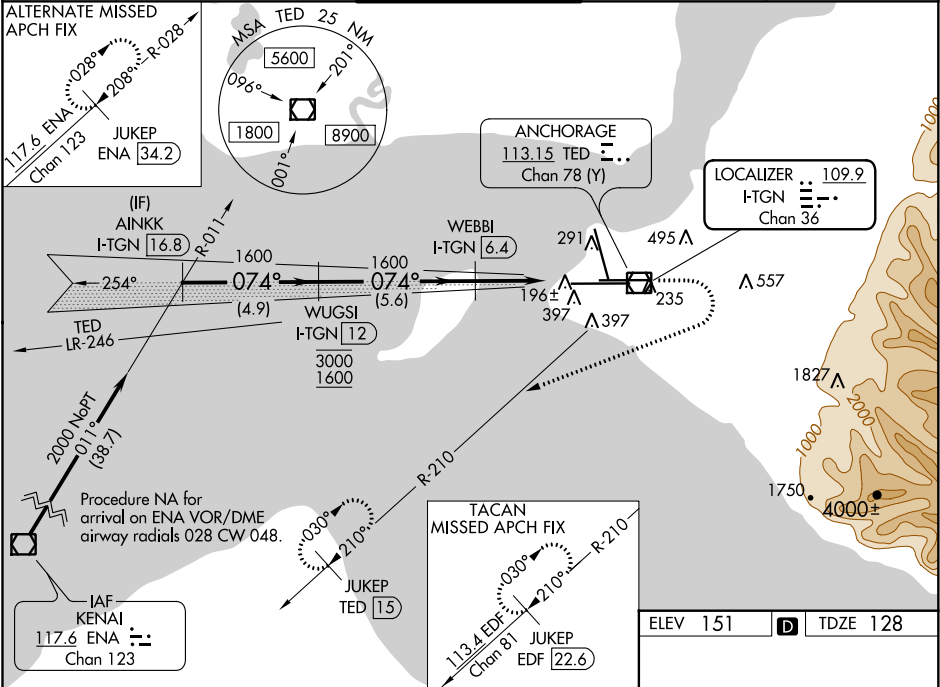 ALTERNATE MISSED
APCH FIX
028°
208°
R-028
117.6 ENA
Chan 123
JUKEP
ENA 34.2
MSA TED 25 NM
5600
096°
201°
1800
8900
001°
ANCHORAGE
113.15 TED
Chan 78 (Y)
LOCALIZER 109.9
I-TGN
Chan 36
1000
(IF)
AINKK
I-TGN 16.8
R-011
WEBBI
I-TGN 6.4
291
495
1600
1600
254°
074°
074°
(4.9)
(5.6)
196±
235
557
397
397
TED
LR-246
WUGSI
I-TGN 12
3000
1600
1827
2000
1000
2000 NoPT
011°
(38.7)
R-210
Procedure NA for
arrival on ENA VOR/DME
airway radials 028 CW 048.
1750
4000±
030°
210°
JUKEP
TED 15
TACAN
MISSED APCH FIX
030°
210°
R-210
113.4 EDF
Chan 81
JUKEP
EDF 22.6
IAF
KENAI
117.6 ENA
Chan 123
ELEV 151 D TDZE 128